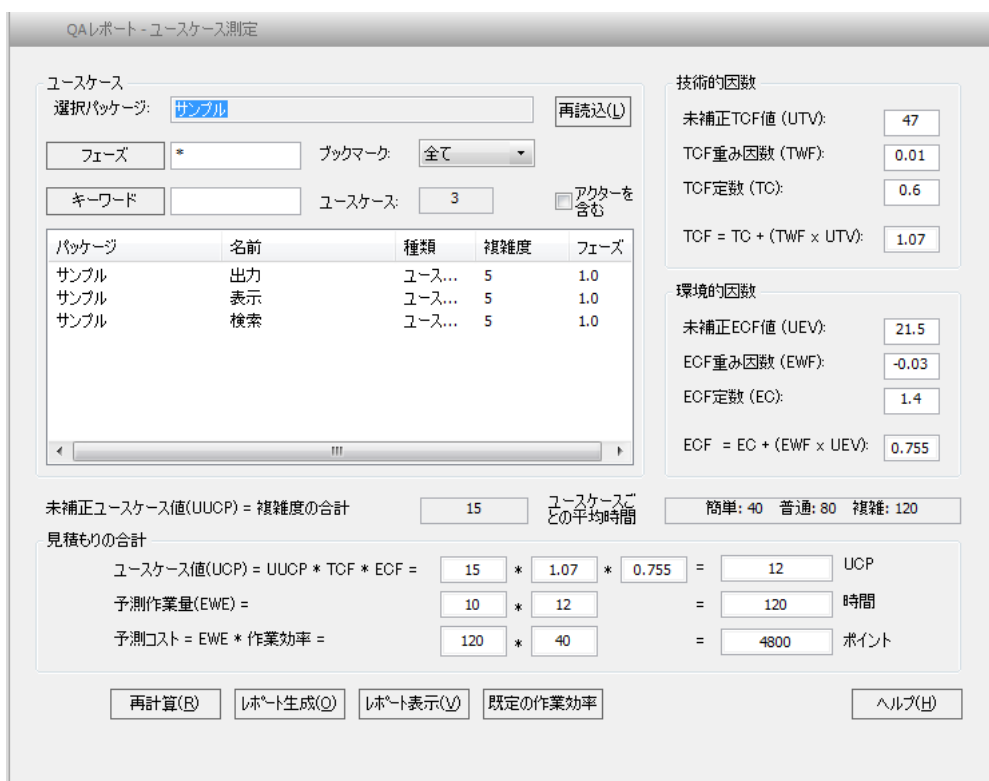 QAレポート - ユースケース測定
ユースケース
選択パッケージ: サンプル 再読込(L)
フェーズ * ブックマーク: 全て
キーワード ユースケース: 3 アクターを含む
パッケージ 名前 種類 複雑度 フェーズ
サンプル 出力 ユース... 5 1.0
サンプル 表示 ユース... 5 1.0
サンプル 検索 ユース... 5 1.0
技術的因数
未補正TCF値 (UTV): 47
TCF重み因数 (TWF): 0.01
TCF定数 (TC): 0.6
TCF = TC + (TWF x UTV): 1.07
環境的因数
未補正ECF値 (UEV): 21.5
ECF重み因数 (EWF): -0.03
ECF定数 (EC): 1.4
ECF = EC + (EWF x UEV): 0.755
未補正ユースケース値(UUCP) = 複雑度の合計 15 ユースケースごとの平均時間 簡単: 40 普通: 80 複雑: 120
見積もりの合計
ユースケース値(UCP) = UUCP * TCF * ECF = 15 * 1.07 * 0.755 = 12 UCP
予測作業量(EWE) = 10 * 12 = 120 時間
予測コスト = EWE * 作業効率 = 120 * 40 = 4800 ポイント
再計算(R) レポート生成(O) レポート表示(V) 既定の作業効率 ヘルプ(H)